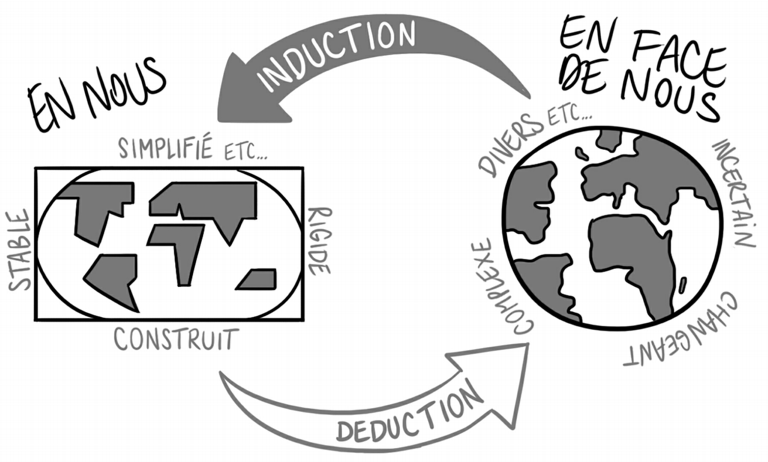 INDUCTION
EN NOUS
EN FACE
DE NOUS
SIMPLIFIÉ ETC...
STABLE
RIGIDE
CONSTRUIT
DIVERS ETC...
INCERTAIN
COMPLEXE
CHANGEANT
DEDUCTION